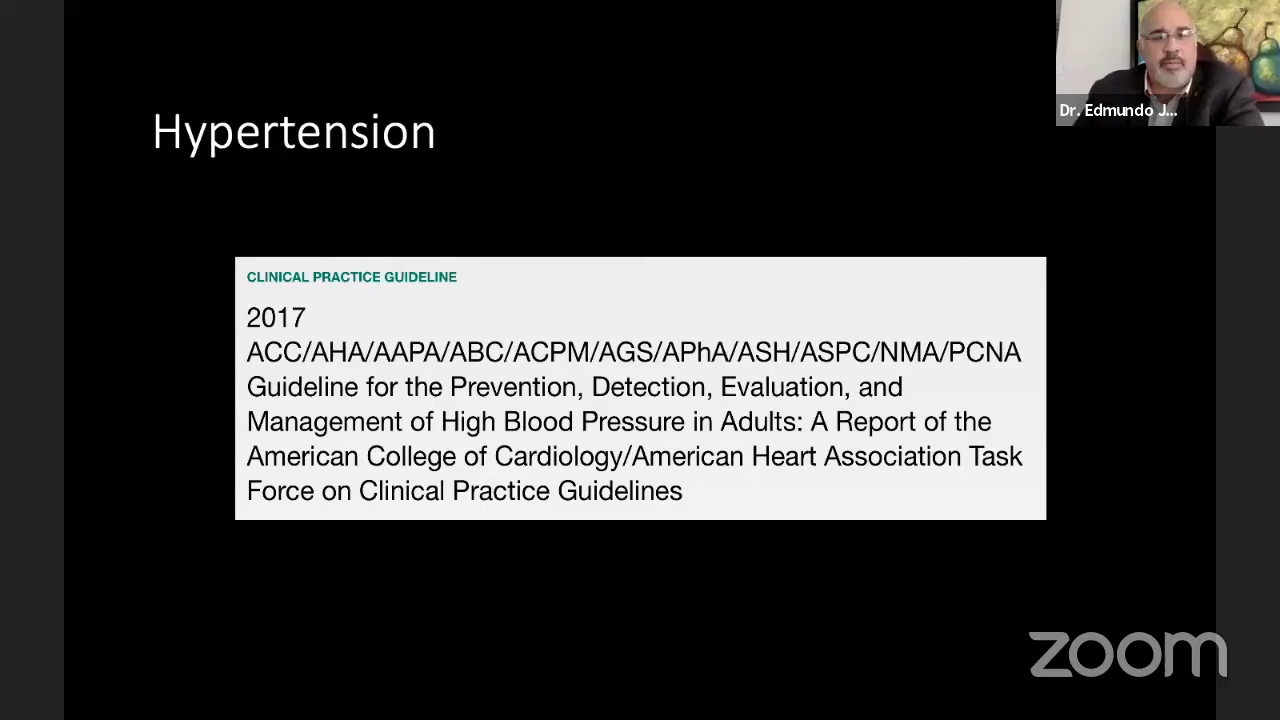 Dr. Edmundo J...
Hypertension
CLINICAL PRACTICE GUIDELINE
2017
ACC/AHA/AAPA/ABC/ACPM/AGS/APhA/ASH/ASPC/NMA/PCNA
Guideline for the Prevention, Detection, Evaluation, and
Management of High Blood Pressure in Adults: A Report of the
American College of Cardiology/American Heart Association Task
Force on Clinical Practice Guidelines
zoom